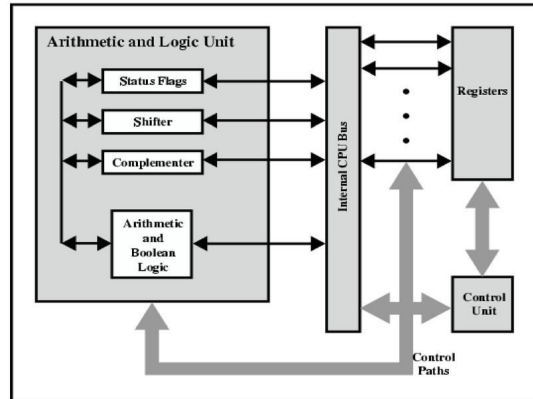 Arithmetic and Logic Unit
Status Flags
Shifter
Complementer
Arithmetic
and
Boolean
Logic
Internal CPU Bus
Registers
Control
Unit
Control
Paths